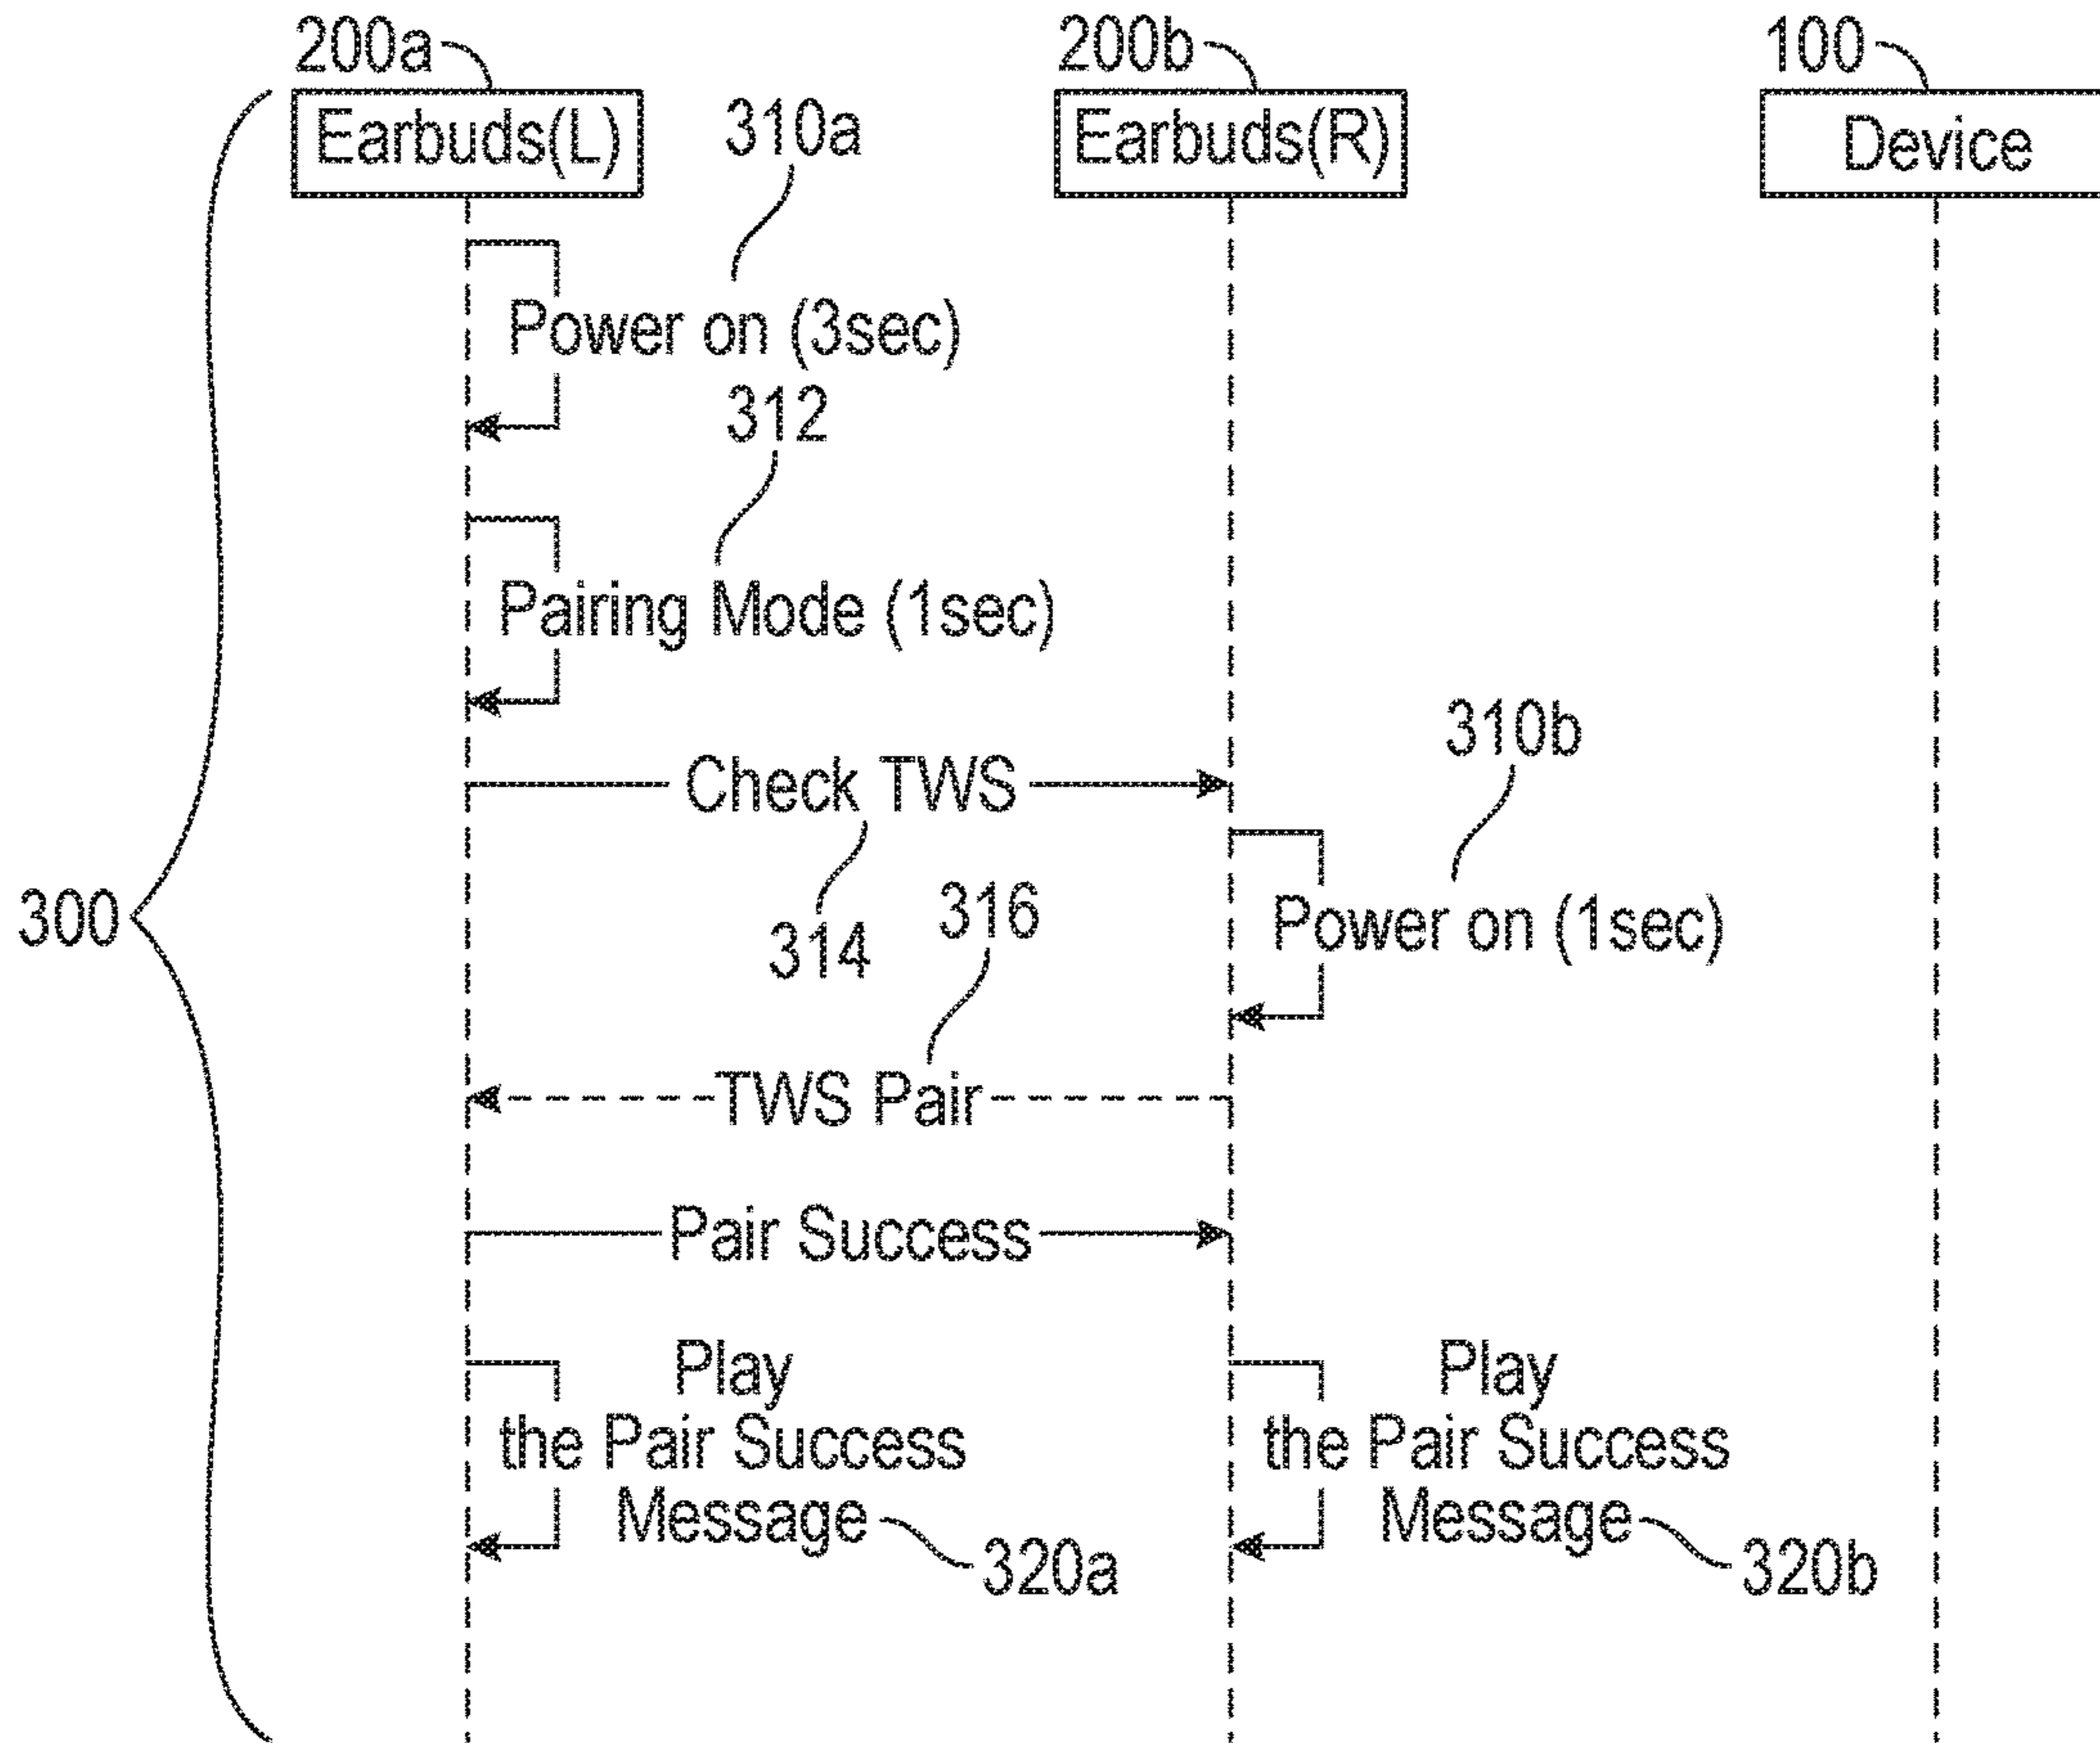 200a
200b
100
Earbuds(L)
Earbuds(R)
Device
310a
Power on (3sec)
312
Pairing Mode (1sec)
310b
Check TWS
314
316
Power on (1sec)
300
TWS Pair
Pair Success
Play
the Pair Success
Message
320a
Play
the Pair Success
Message
320b